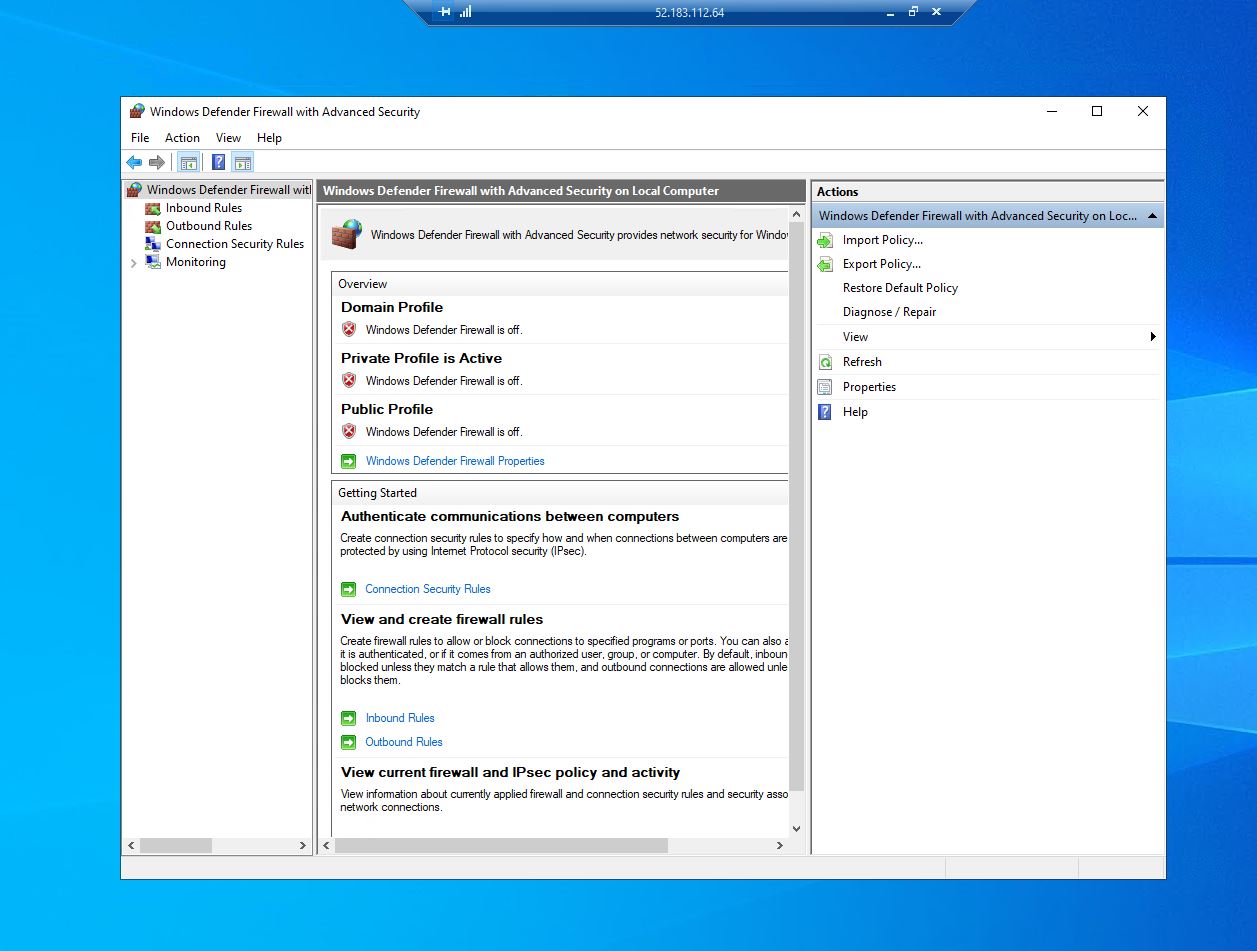 52.183.112.64
Windows Defender Firewall with Advanced Security
File Action View Help
Windows Defender Firewall with
Inbound Rules
Outbound Rules
Connection Security Rules
Monitoring
Windows Defender Firewall with Advanced Security on Local Computer
Windows Defender Firewall with Advanced Security provides network security for Windo
Overview
Domain Profile
Windows Defender Firewall is off.
Private Profile is Active
Windows Defender Firewall is off.
Public Profile
Windows Defender Firewall is off.
Windows Defender Firewall Properties
Getting Started
Authenticate communications between computers
Create connection security rules to specify how and when connections between computers are
protected by using Internet Protocol security (IPsec).
Connection Security Rules
View and create firewall rules
Create firewall rules to allow or block connections to specified programs or ports. You can also a
it is authenticated, or if it comes from an authorized user, group, or computer. By default, inboun
blocked unless they match a rule that allows them, and outbound connections are allowed unle
blocks them.
Inbound Rules
Outbound Rules
View current firewall and IPsec policy and activity
View information about currently applied firewall and connection security rules and security asso
network connections.
Actions
Windows Defender Firewall with Advanced Security on Loc...
Import Policy...
Export Policy...
Restore Default Policy
Diagnose / Repair
View
Refresh
Properties
Help